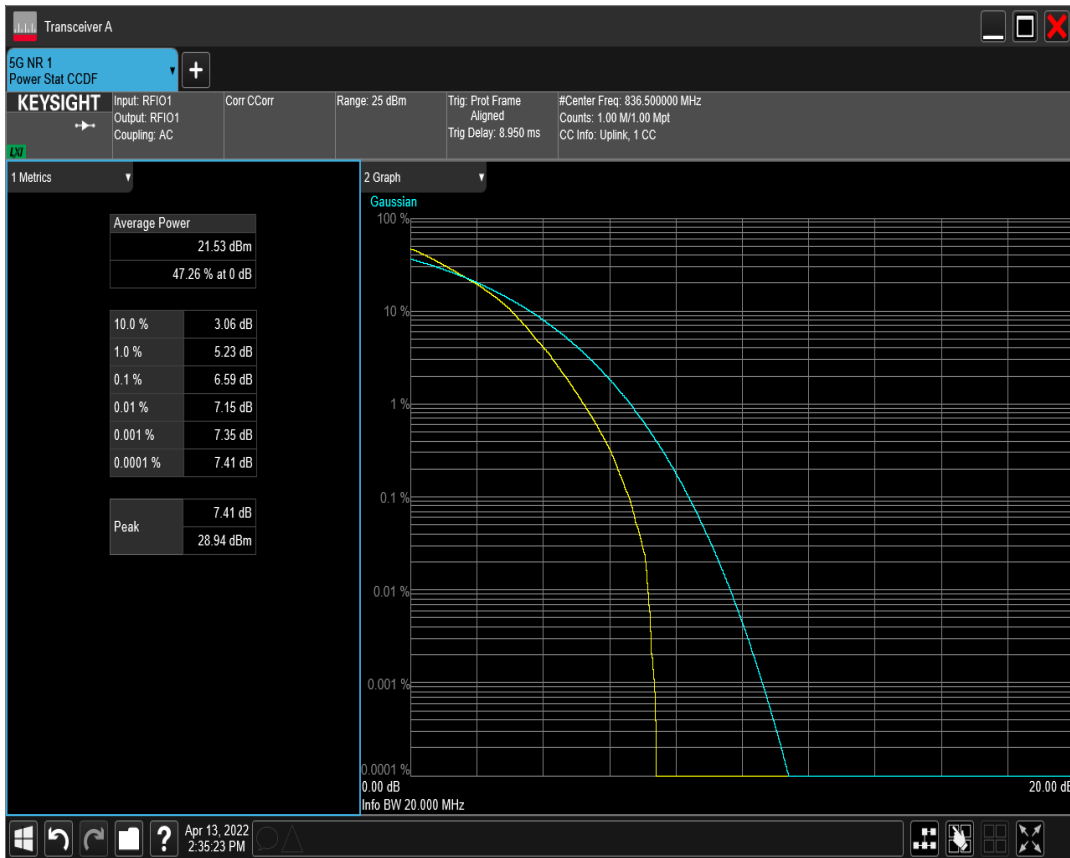 Transceiver A
5G NR 1
Power Stat CCDF
+
KEYSIGHT
LXI
Input: RFIO1
Output: RFIO1
Coupling: AC
Corr CCorr
Range: 25 dBm
Trig: Prot Frame
Aligned
Trig Delay: 8.950 ms
#Center Freq: 836.500000 MHz
Counts: 1.00 M/1.00 Mpt
CC Info: Uplink, 1 CC
1 Metrics
Average Power
21.53 dBm
47.26 % at 0 dB
10.0 % 3.06 dB
1.0 % 5.23 dB
0.1 % 6.59 dB
0.01 % 7.15 dB
0.001 % 7.35 dB
0.0001 % 7.41 dB
Peak 7.41 dB
28.94 dBm
2 Graph
Gaussian
100 %
10 %
1 %
0.1 %
0.01 %
0.001 %
0.0001 %
0.00 dB 20.00 dB
Info BW 20.000 MHz
? Apr 13, 2022
2:35:23 PM